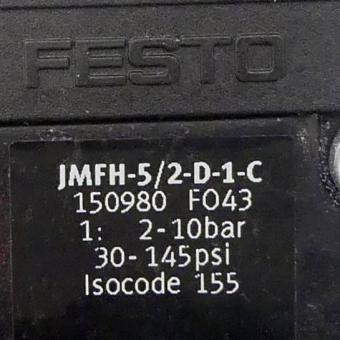 FESTO
JMFH-5/2-D-1-C
150980 FO43
1: 2-10bar
30-145psi
Isocode 155